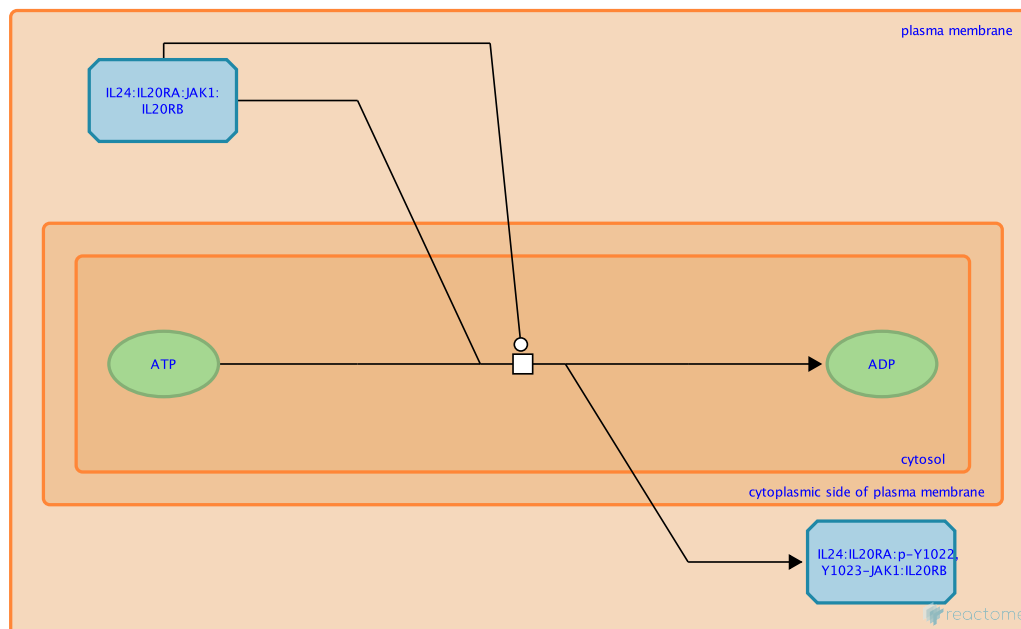 plasma membrane
IL24:IL20RA:JAK1:
IL20RB
ATP
ADP
cytosol
cytoplasmic side of plasma membrane
IL24:IL20RA:p-Y1022,
Y1023-JAK1:IL20RB
reactome